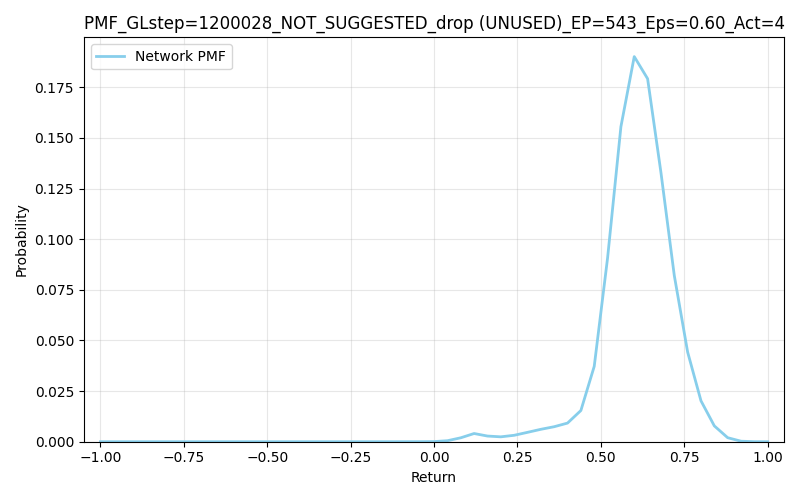 PMF_GLstep=1200028_NOT_SUGGESTED_drop (UNUSED)_EP=543_Eps=0.60_Act=4
Network PMF
0.175
0.150
0.125
0.100
0.075
0.050
0.025
0.000
Probability
−1.00 −0.75 −0.50 −0.25 0.00 0.25 0.50 0.75 1.00
Return